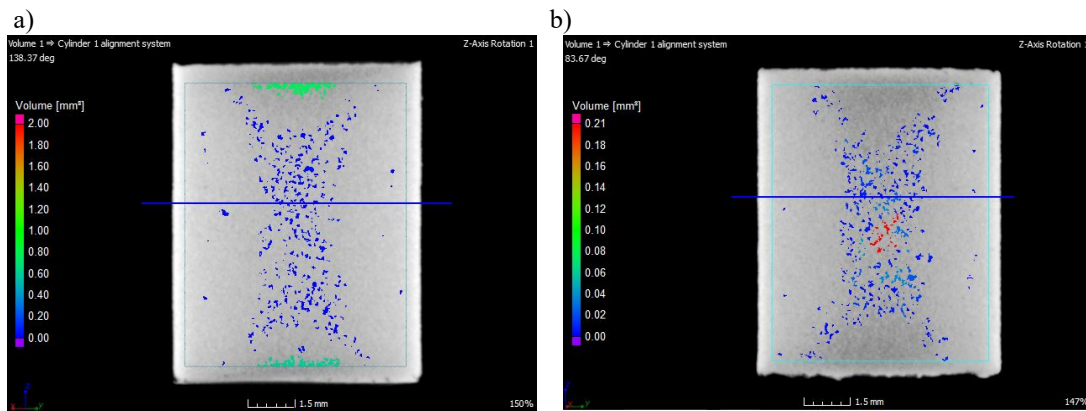 a)
Volume 1 ⇒ Cylinder 1 alignment system
Z-Axis Rotation 1
138.37 deg
Volume [mm³]
2.00
1.80
1.60
1.40
1.20
1.00
0.80
0.60
0.40
0.20
0.00
1.5 mm
150%
b)
Volume 1 ⇒ Cylinder 1 alignment system
Z-Axis Rotation 1
83.67 deg
Volume [mm³]
0.21
0.18
0.16
0.14
0.12
0.10
0.08
0.06
0.04
0.02
0.00
1.5 mm
147%